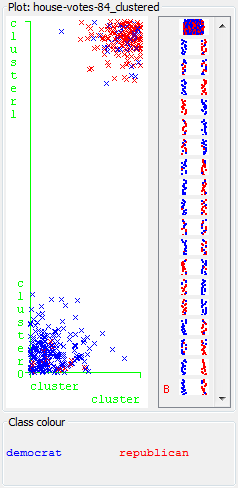 Plot: house-votes-84_clustered
cluster1
cluster0
cluster
cluster
B
Class colour
democrat republican